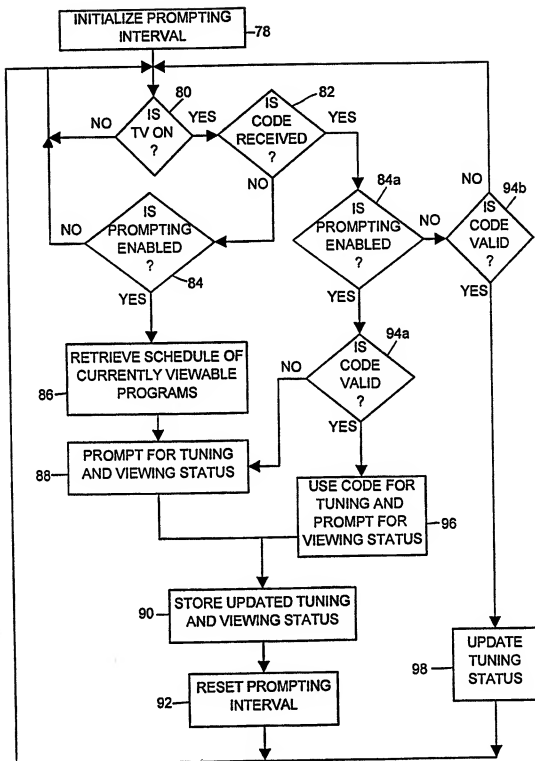 INITIALIZE PROMPTING
INTERVAL
78
80
IS
TV ON
?
NO
YES
82
IS
CODE
RECEIVED
?
YES
NO
84a
IS
PROMPTING
ENABLED
?
NO
YES
94b
NO
IS
CODE
VALID
?
YES
IS
PROMPTING
ENABLED
?
NO
84
YES
94a
IS
CODE
VALID
?
NO
YES
RETRIEVE SCHEDULE OF
CURRENTLY VIEWABLE
PROGRAMS
86
PROMPT FOR TUNING
AND VIEWING STATUS
88
USE CODE FOR
TUNING AND
PROMPT FOR
VIEWING STATUS
96
STORE UPDATED TUNING
AND VIEWING STATUS
90
RESET PROMPTING
INTERVAL
92
UPDATE
TUNING
STATUS
98